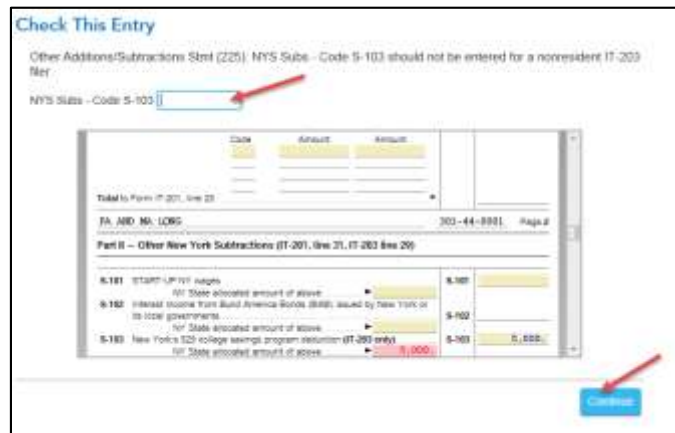 Check This Entry
Other Additions/Subtractions Stmt (225): NYS Subs - Code S-103 should not be entered for a nonresident IT-203
filer
NYS Subs - Code S-103
Code Amount Amount
Total to Form IT-201, line 23
PA AND MA LONG 303-44-0001 Page 2
Part II – Other New York Subtractions (IT-201, line 31, IT-203 line 29)
S-101 START-UP NY wages S-101
NY State allocated amount of above
S-102 Interest income from Build America Bonds (BAB) issued by New York or
its local governments S-102
NY State allocated amount of above
S-103 New York's 529 college savings program deduction (IT-203 only) S-103 5,000.
NY State allocated amount of above 5,000.
Continue